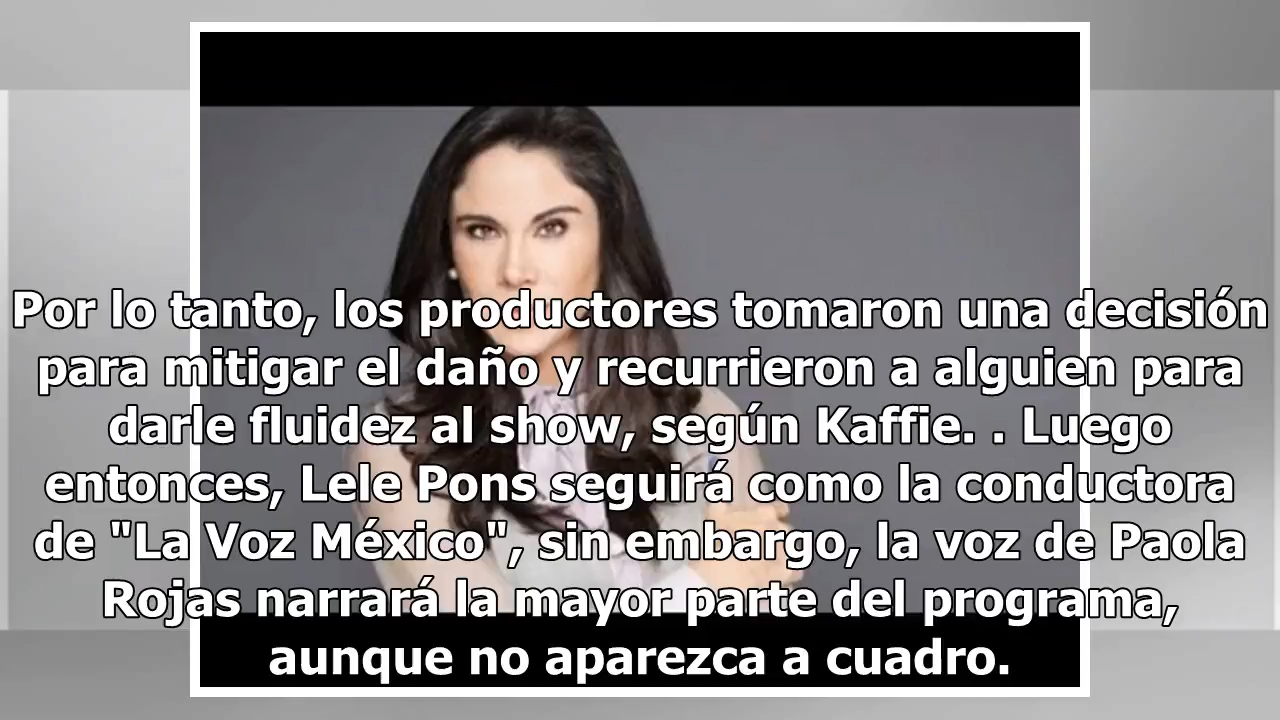 Por lo tanto, los productores tomaron una decisión
para mitigar el daño y recurrieron a alguien para
darle fluidez al show, según Kaffie. . Luego
entonces, Lele Pons seguirá como la conductora
de "La Voz México", sin embargo, la voz de Paola
Rojas narrará la mayor parte del programa,
aunque no aparezca a cuadro.